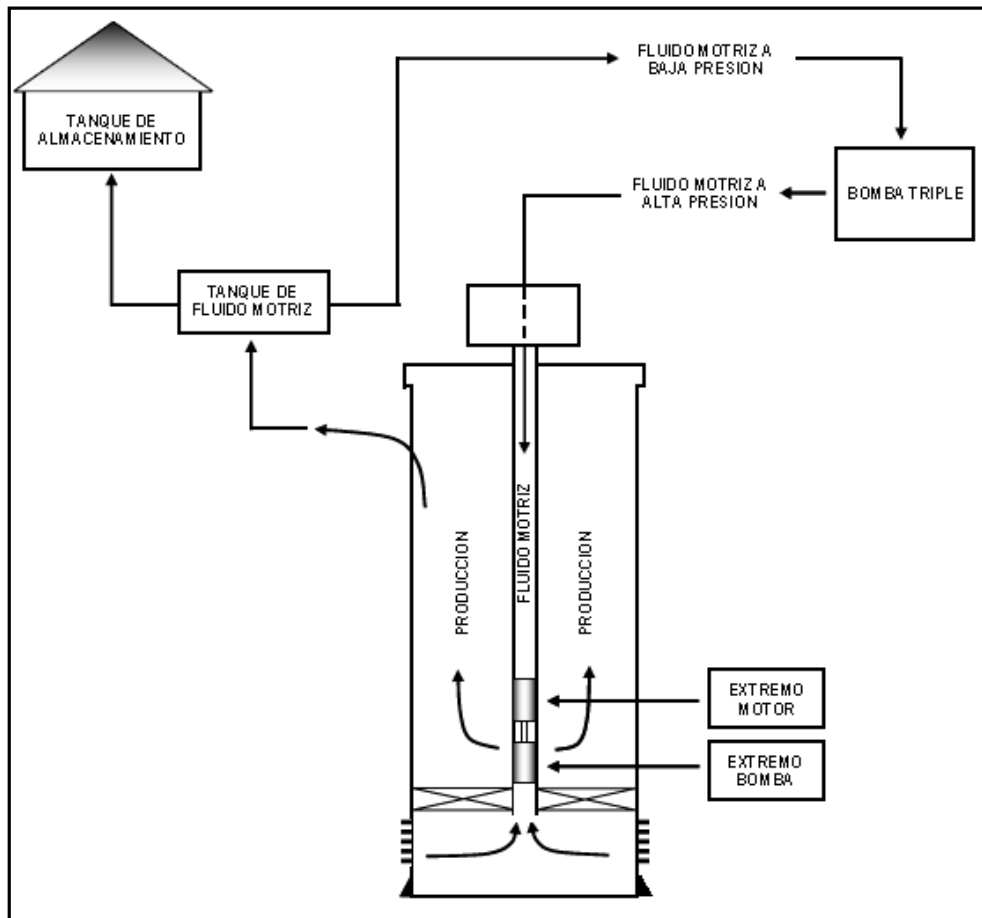 FLUIDO MOTRIZ A
BAJA PRESION
TANQUE DE
ALMACENAMIENTO
FLUIDO MOTRIZ A
ALTA PRESION
BOMBA TRIPLE
TANQUE DE
FLUIDO MOTRIZ
PRODUCCION
FLUIDO MOTRIZ
PRODUCCION
EXTREMO
MOTOR
EXTREMO
BOMBA